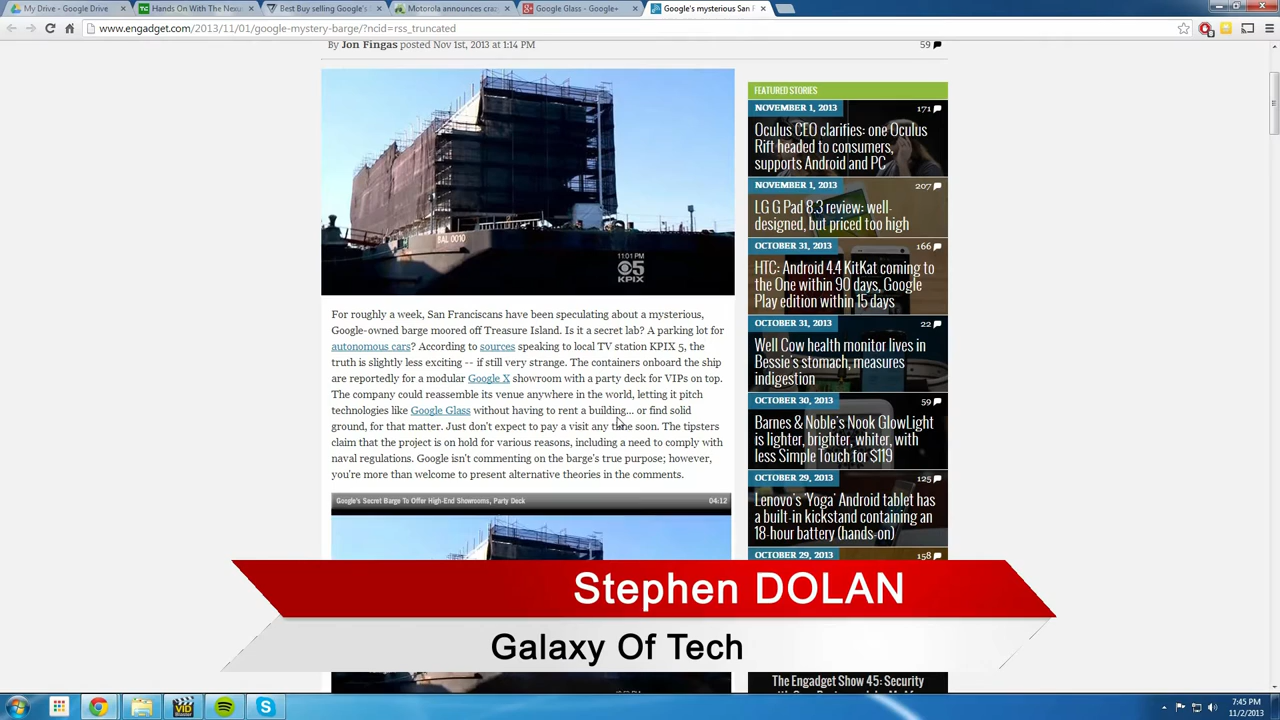 My Drive - Google Drive
Hands On With The Nexu
Best Buy selling Google's
Motorola announces craz
Google Glass - Google+
Google's mysterious San F
www.engadget.com/2013/11/01/google-mystery-barge/?ncid=rss_truncated
By Jon Fingas posted Nov 1st, 2013 at 1:14 PM
59
BAL 0010
11:01 PM
5
KPIX
For roughly a week, San Franciscans have been speculating about a mysterious,
Google-owned barge moored off Treasure Island. Is it a secret lab? A parking lot for
autonomous cars? According to sources speaking to local TV station KPIX 5, the
truth is slightly less exciting -- if still very strange. The containers onboard the ship
are reportedly for a modular Google X showroom with a party deck for VIPs on top.
The company could reassemble its venue anywhere in the world, letting it pitch
technologies like Google Glass without having to rent a building... or find solid
ground, for that matter. Just don't expect to pay a visit any time soon. The tipsters
claim that the project is on hold for various reasons, including a need to comply with
naval regulations. Google isn't commenting on the barge's true purpose; however,
you're more than welcome to present alternative theories in the comments.
Google's Secret Barge To Offer High-End Showrooms, Party Deck 04:12
FEATURED STORIES
NOVEMBER 1, 2013 171
Oculus CEO clarifies: one Oculus
Rift headed to consumers,
supports Android and PC
NOVEMBER 1, 2013 207
LG G Pad 8.3 review: well-
designed, but priced too high
OCTOBER 31, 2013 166
HTC: Android 4.4 KitKat coming to
the One within 90 days, Google
Play edition within 15 days
OCTOBER 31, 2013 22
Well Cow health monitor lives in
Bessie's stomach, measures
indigestion
OCTOBER 30, 2013 59
Barnes & Noble's Nook GlowLight
is lighter, brighter, whiter, with
less Simple Touch for $119
OCTOBER 29, 2013 125
Lenovo's 'Yoga' Android tablet has
a built-in kickstand containing an
18-hour battery (hands-on)
OCTOBER 29, 2013 158
Stephen DOLAN
Galaxy Of Tech
The Engadget Show 45: Security
VID
7:45 PM
11/2/2013